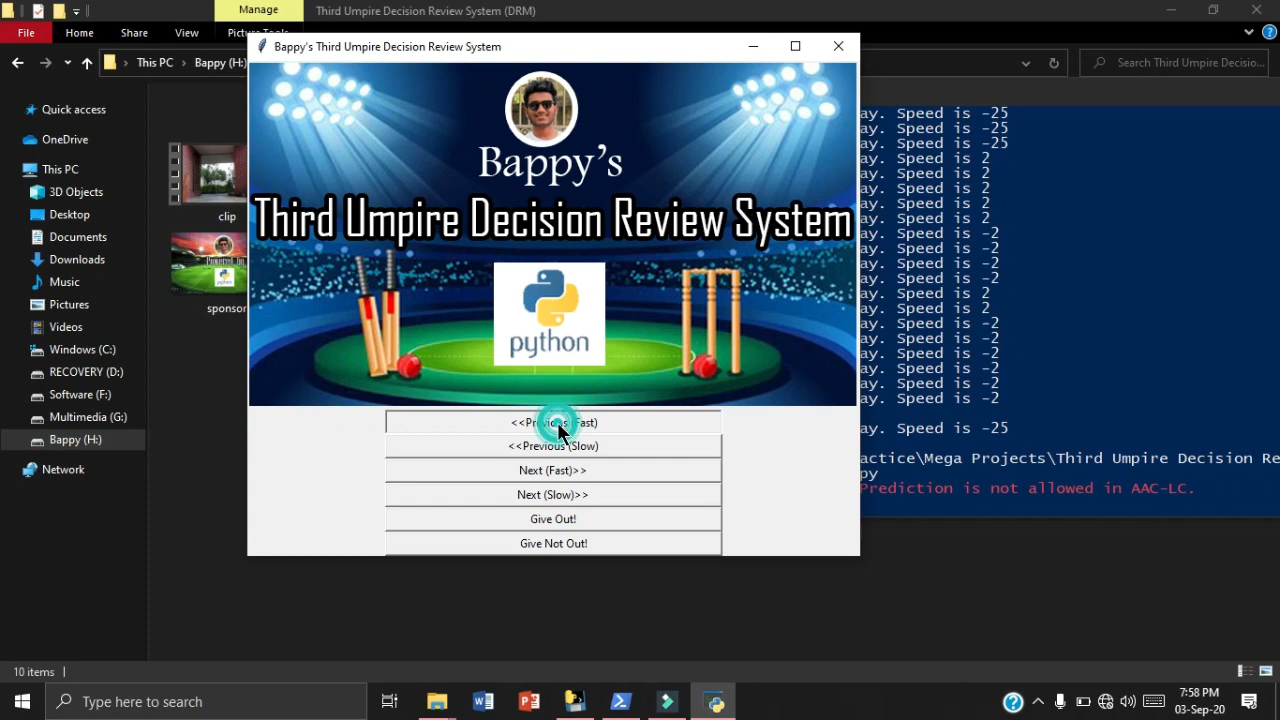 Manage
Third Umpire Decision Review System (DRM)
File
Home
Share
View
Picture Tools
This PC
Bappy (H:)
Search Third Umpire Decisio...
Quick access
OneDrive
This PC
3D Objects
Desktop
Documents
Downloads
Music
Pictures
Videos
Windows (C:)
RECOVERY (D:)
Software (F:)
Multimedia (G:)
Bappy (H:)
Network
clip
Powered by
sponsor
10 items
Bappy's Third Umpire Decision Review System
Bappy's
Third Umpire Decision Review System
python
<<Previous (Fast)
<<Previous (Slow)
Next (Fast)>>
Next (Slow)>>
Give Out!
Give Not Out!
ay. Speed is -25
ay. Speed is -25
ay. Speed is -25
ay. Speed is 2
ay. Speed is 2
ay. Speed is 2
ay. Speed is 2
ay. Speed is 2
ay. Speed is -2
ay. Speed is -2
ay. Speed is -2
ay. Speed is -2
ay. Speed is 2
ay. Speed is 2
ay. Speed is -2
ay. Speed is -2
ay. Speed is -2
ay. Speed is -2
ay. Speed is -2
ay. Speed is -2
ay. Speed is -25
actice\Mega Projects\Third Umpire Decision Re
py
Prediction is not allowed in AAC-LC.
Type here to search
7:58 PM
03-Sep-20